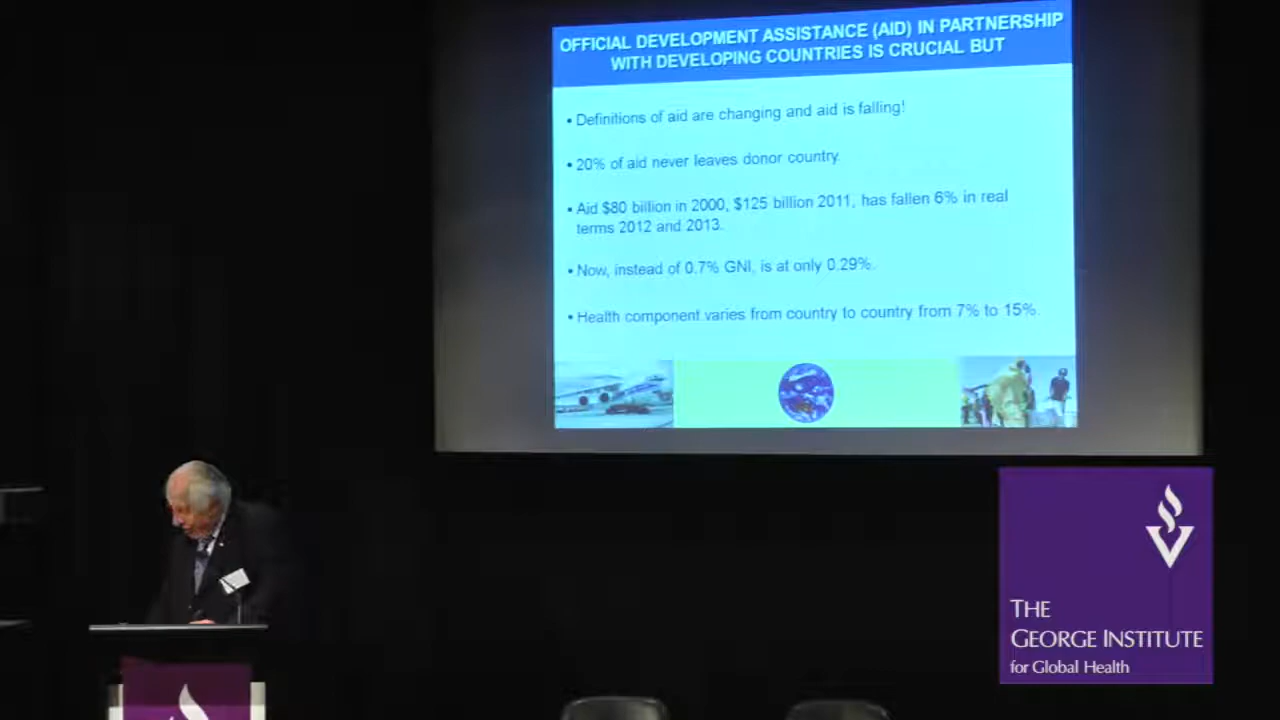 OFFICIAL DEVELOPMENT ASSISTANCE (AID) IN PARTNERSHIP
WITH DEVELOPING COUNTRIES IS CRUCIAL BUT
• Definitions of aid are changing and aid is falling!
• 20% of aid never leaves donor country.
• Aid $80 billion in 2000, $125 billion 2011, has fallen 6% in real
terms 2012 and 2013.
• Now, instead of 0.7% GNI, is at only 0.29%.
• Health component varies from country to country from 7% to 15%.
THE
GEORGE INSTITUTE
for Global Health